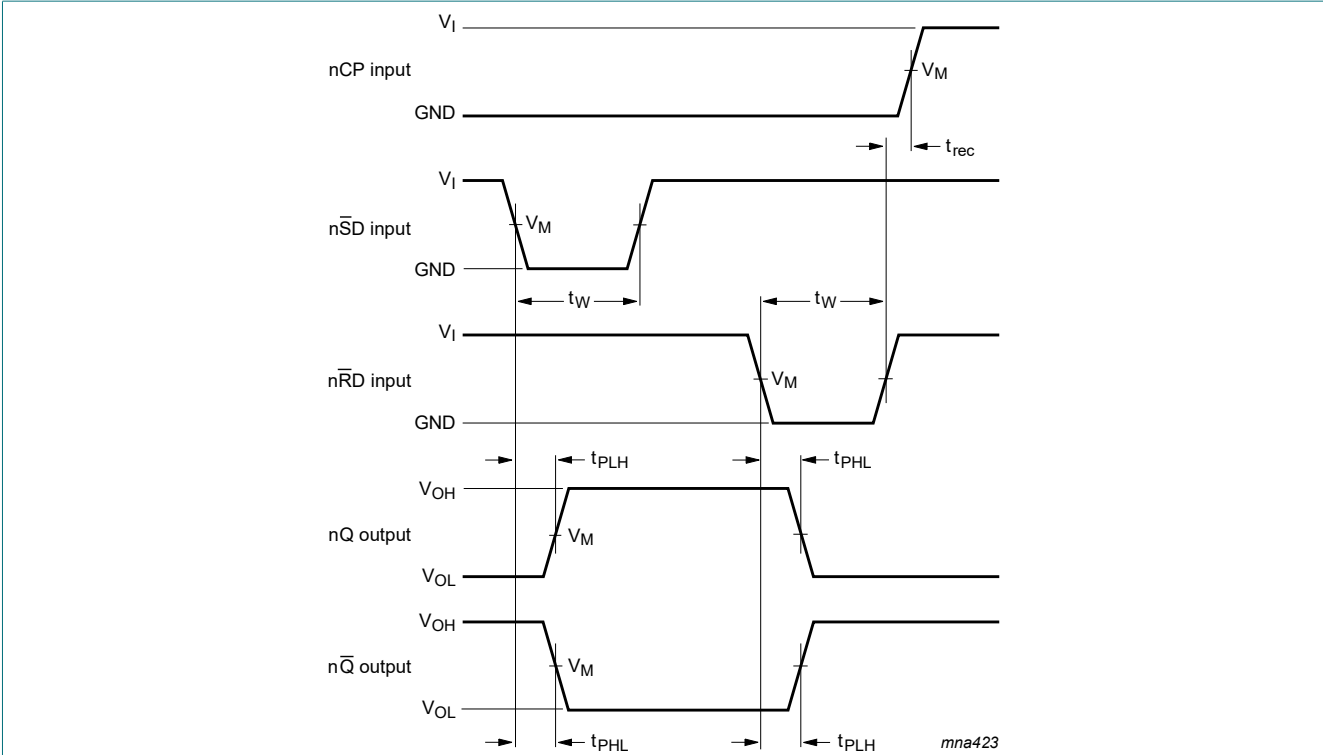 V_I
nCP input
V_M
GND
t_rec
V_I
nS̅D input
V_M
GND
t_W
t_W
V_I
nR̅D input
V_M
GND
t_PLH
t_PHL
V_OH
nQ output
V_M
V_OL
V_OH
nQ̅ output
V_M
V_OL
t_PHL
t_PLH
mna423